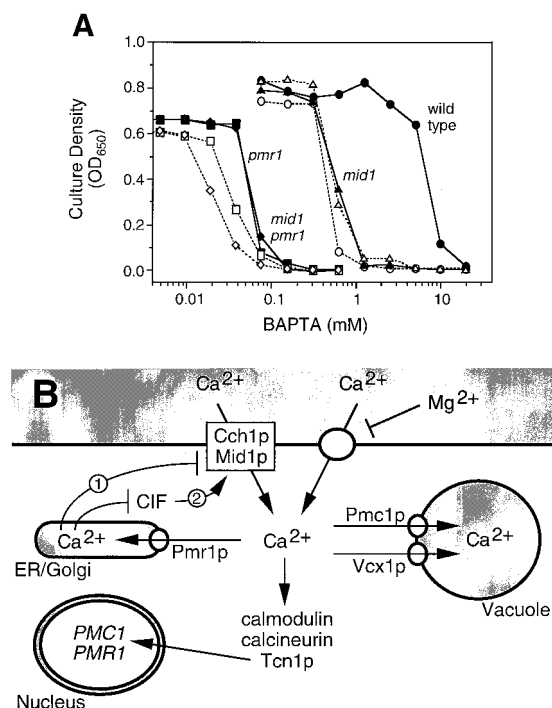 A
Culture Density
(OD650)
1.0
0.8
0.6
0.4
0.2
0.0
wild
type
pmr1
mid1
mid1
pmr1
0.01
0.1
1
10
BAPTA (mM)
B
Ca2+
Ca2+
Mg2+
Cch1p
Mid1p
1
CIF
2
Ca2+
Pmr1p
Ca2+
Pmc1p
Ca2+
Vcx1p
ER/Golgi
Vacuole
calmodulin
calcineurin
Tcn1p
PMC1
PMR1
Nucleus